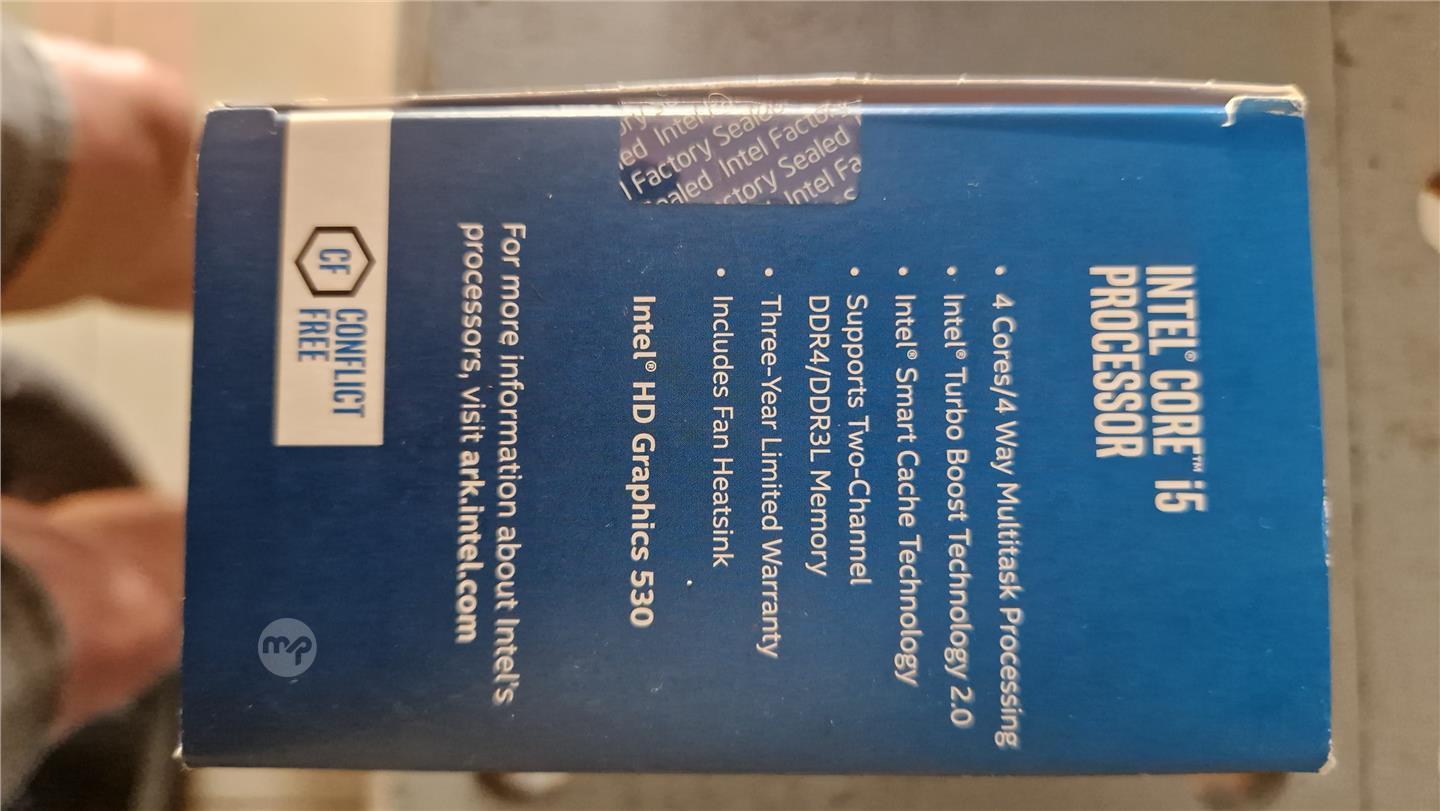 INTEL® CORE™ i5
PROCESSOR
• 4 Cores/4 Way Multitask Processing
• Intel® Turbo Boost Technology 2.0
• Intel® Smart Cache Technology
• Supports Two-Channel
DDR4/DDR3L Memory
• Three-Year Limited Warranty
• Includes Fan Heatsink
Intel® HD Graphics 530
For more information about Intel's
processors, visit ark.intel.com
CF
CONFLICT
FREE
Intel Factory Sealed
Intel Factory Sealed
mp